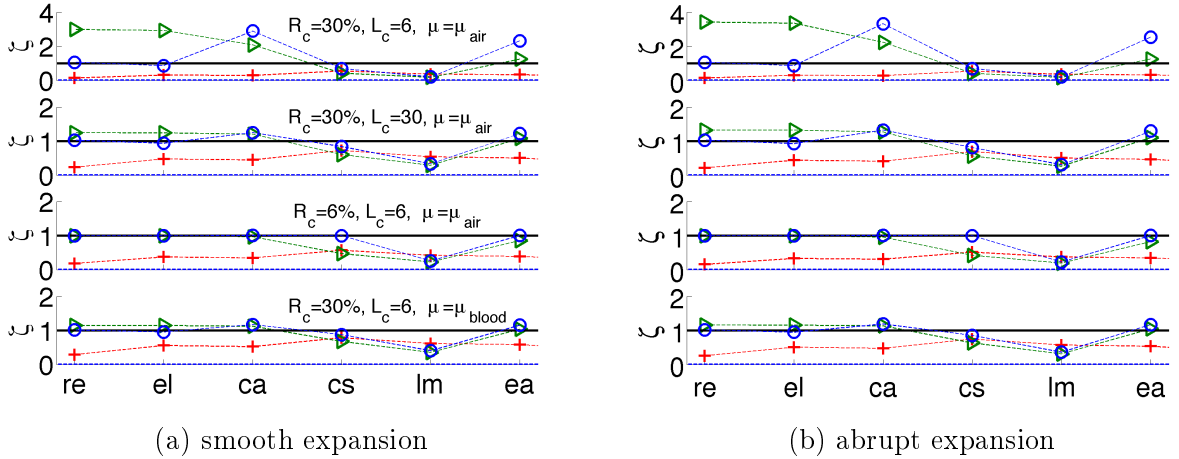 4
2
0
ζ
R_c=30%, L_c=6, μ=μ_air
2
1
0
ζ
R_c=30%, L_c=30, μ=μ_air
2
1
0
ζ
R_c=6%, L_c=6, μ=μ_air
2
1
0
ζ
R_c=30%, L_c=6, μ=μ_blood
re el ca cs lm ea
(a) smooth expansion
4
2
0
ζ
2
1
0
ζ
2
1
0
ζ
2
1
0
ζ
re el ca cs lm ea
(b) abrupt expansion